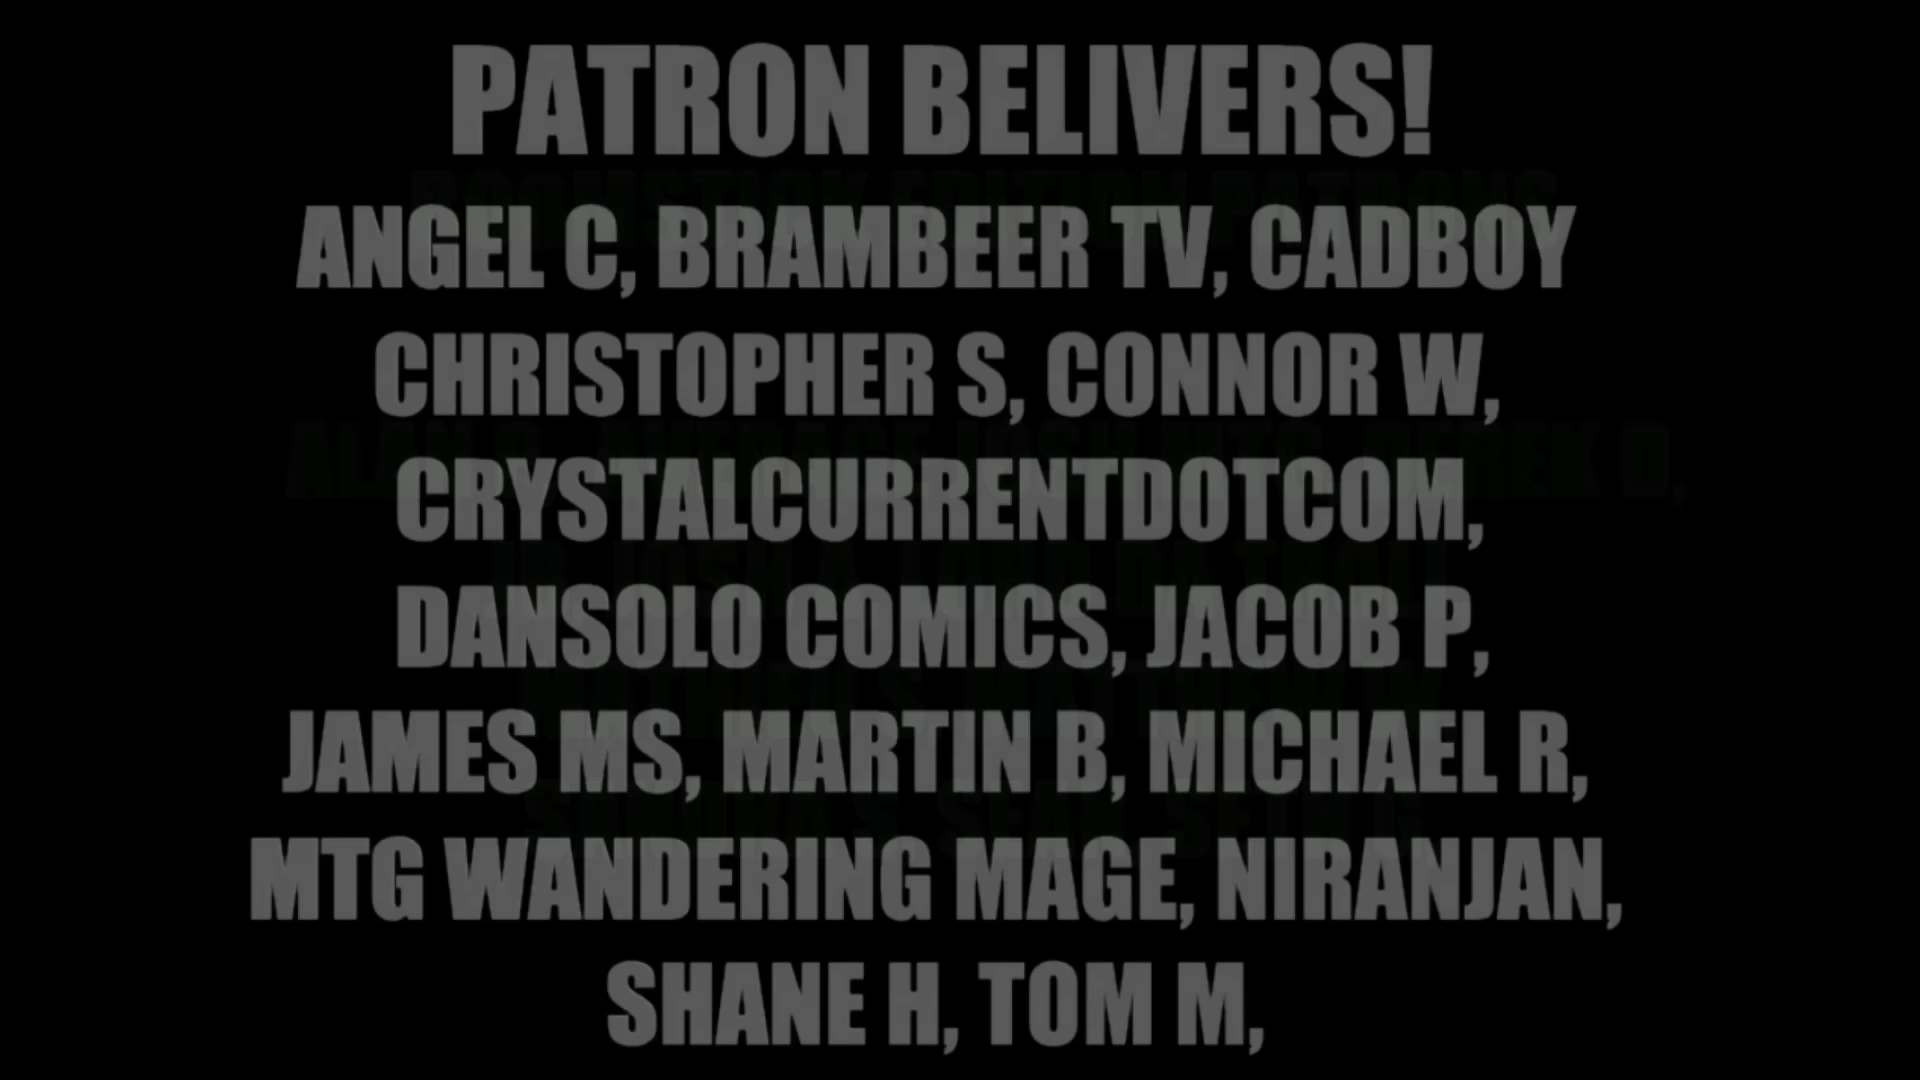 PATRON BELIVERS!
ANGEL C, BRAMBEER TV, CADBOY
CHRISTOPHER S, CONNOR W,
CRYSTALCURRENTDOTCOM,
DANSOLO COMICS, JACOB P,
JAMES MS, MARTIN B, MICHAEL R,
MTG WANDERING MAGE, NIRANJAN,
SHANE H, TOM M,